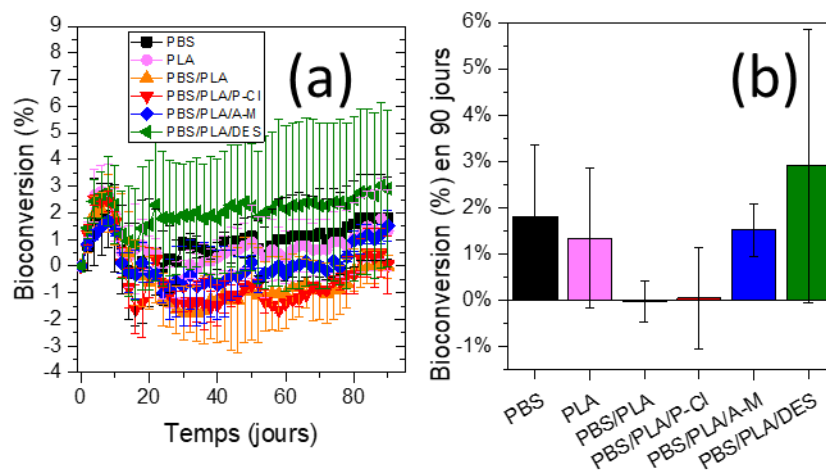 (a)
PBS
PLA
PBS/PLA
PBS/PLA/P-Cl
PBS/PLA/A-M
PBS/PLA/DES
Bioconversion (%)
9
8
7
6
5
4
3
2
1
0
-1
-2
-3
-4
0 20 40 60 80
Temps (jours)
(b)
Bioconversion (%) en 90 jours
6%
5%
4%
3%
2%
1%
0%
-1%
PBS
PLA
PBS/PLA
PBS/PLA/P-Cl
PBS/PLA/A-M
PBS/PLA/DES